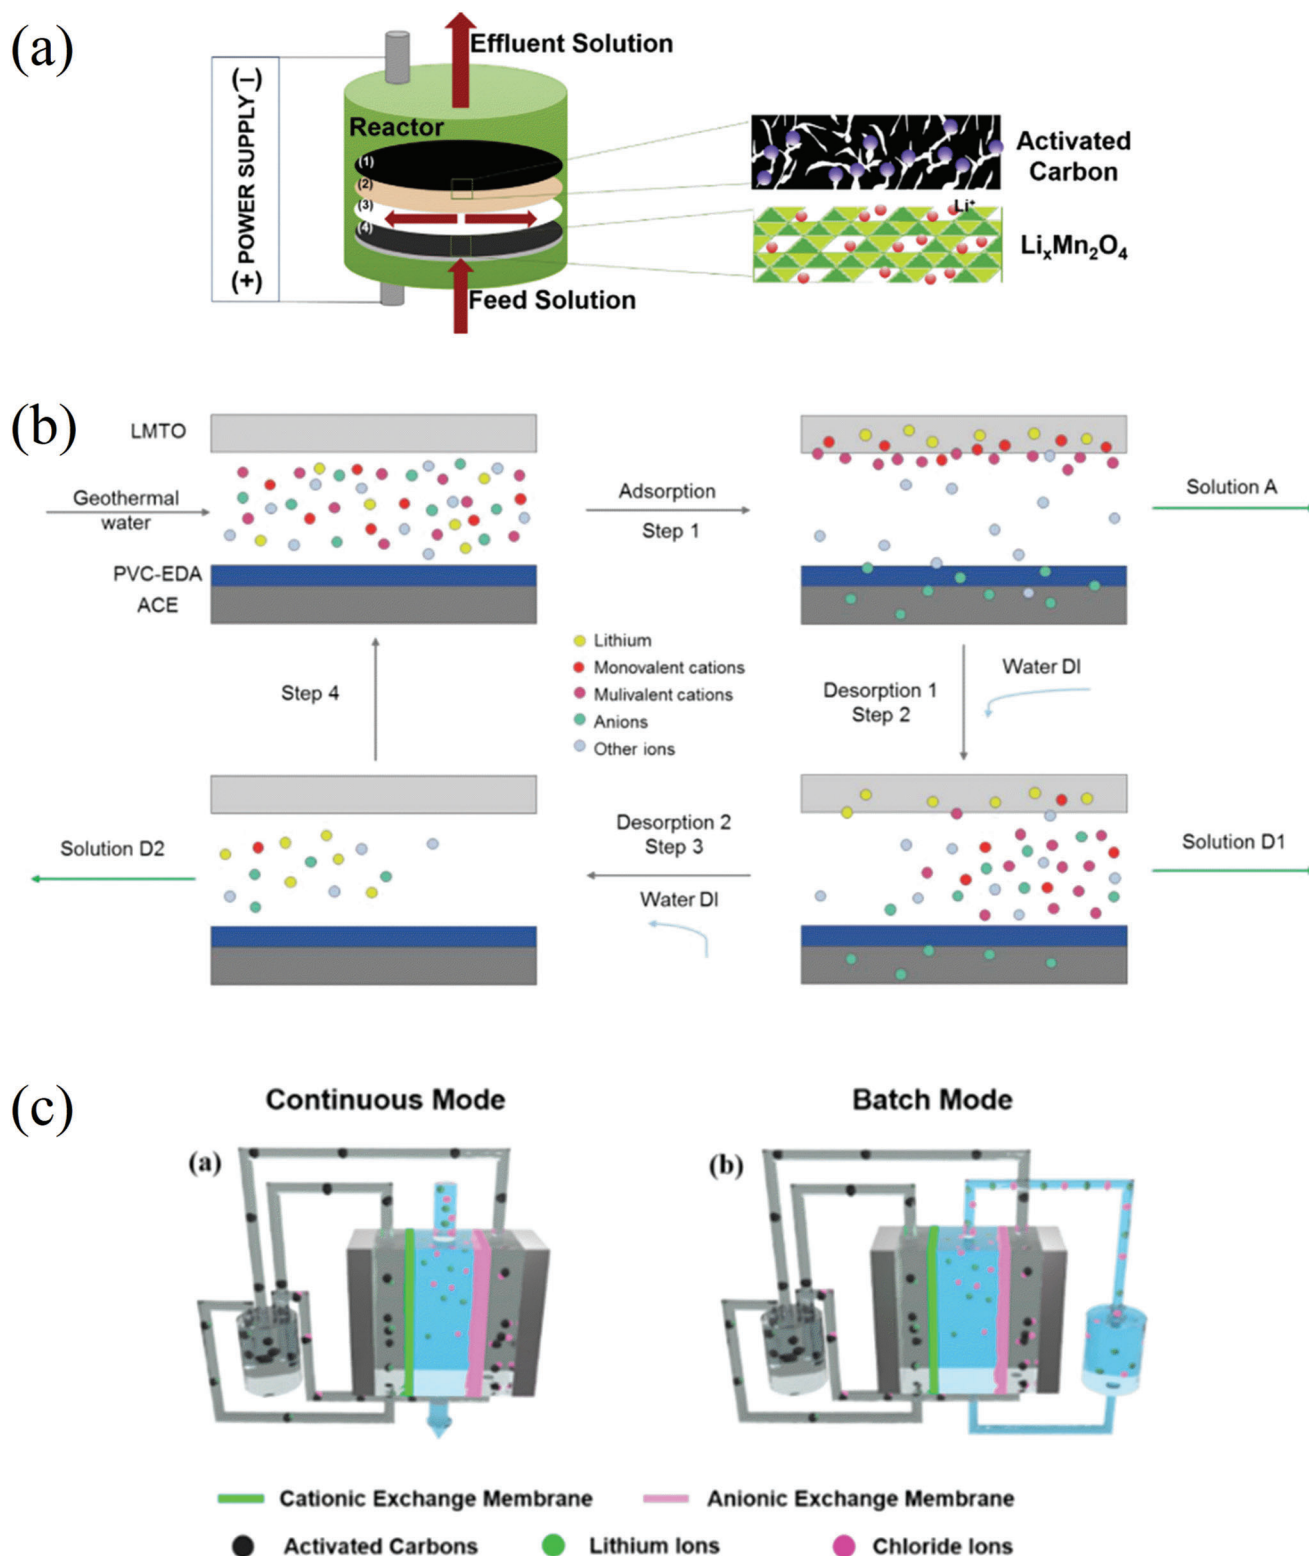 (a)
Effluent Solution
(–)
POWER SUPPLY
(+)
Reactor
(1)
(2)
(3)
(4)
Feed Solution
Activated
Carbon
Li⁺
LiₓMn₂O₄
(b)
LMTO
Geothermal
water
PVC-EDA
ACE
Adsorption
Step 1
Solution A
Lithium
Monovalent cations
Mulivalent cations
Anions
Other ions
Step 4
Desorption 1
Step 2
Water DI
Solution D2
Desorption 2
Step 3
Water DI
Solution D1
(c)
Continuous Mode
Batch Mode
(a)
(b)
Cationic Exchange Membrane
Anionic Exchange Membrane
Activated Carbons
Lithium Ions
Chloride Ions